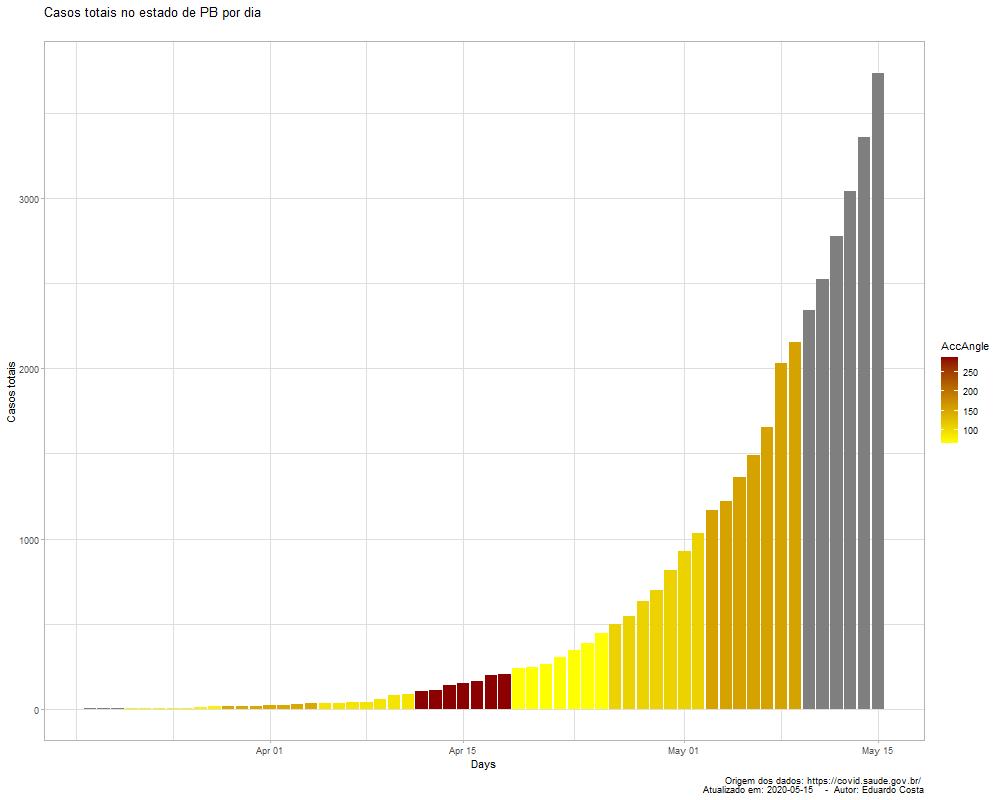 Casos totais no estado de PB por dia
Casos totais
3000
2000
1000
0
Apr 01
Apr 15
May 01
May 15
Days
AccAngle
250
200
150
100
Origem dos dados: https://covid.saude.gov.br/
Atualizado em: 2020-05-15 - Autor: Eduardo Costa